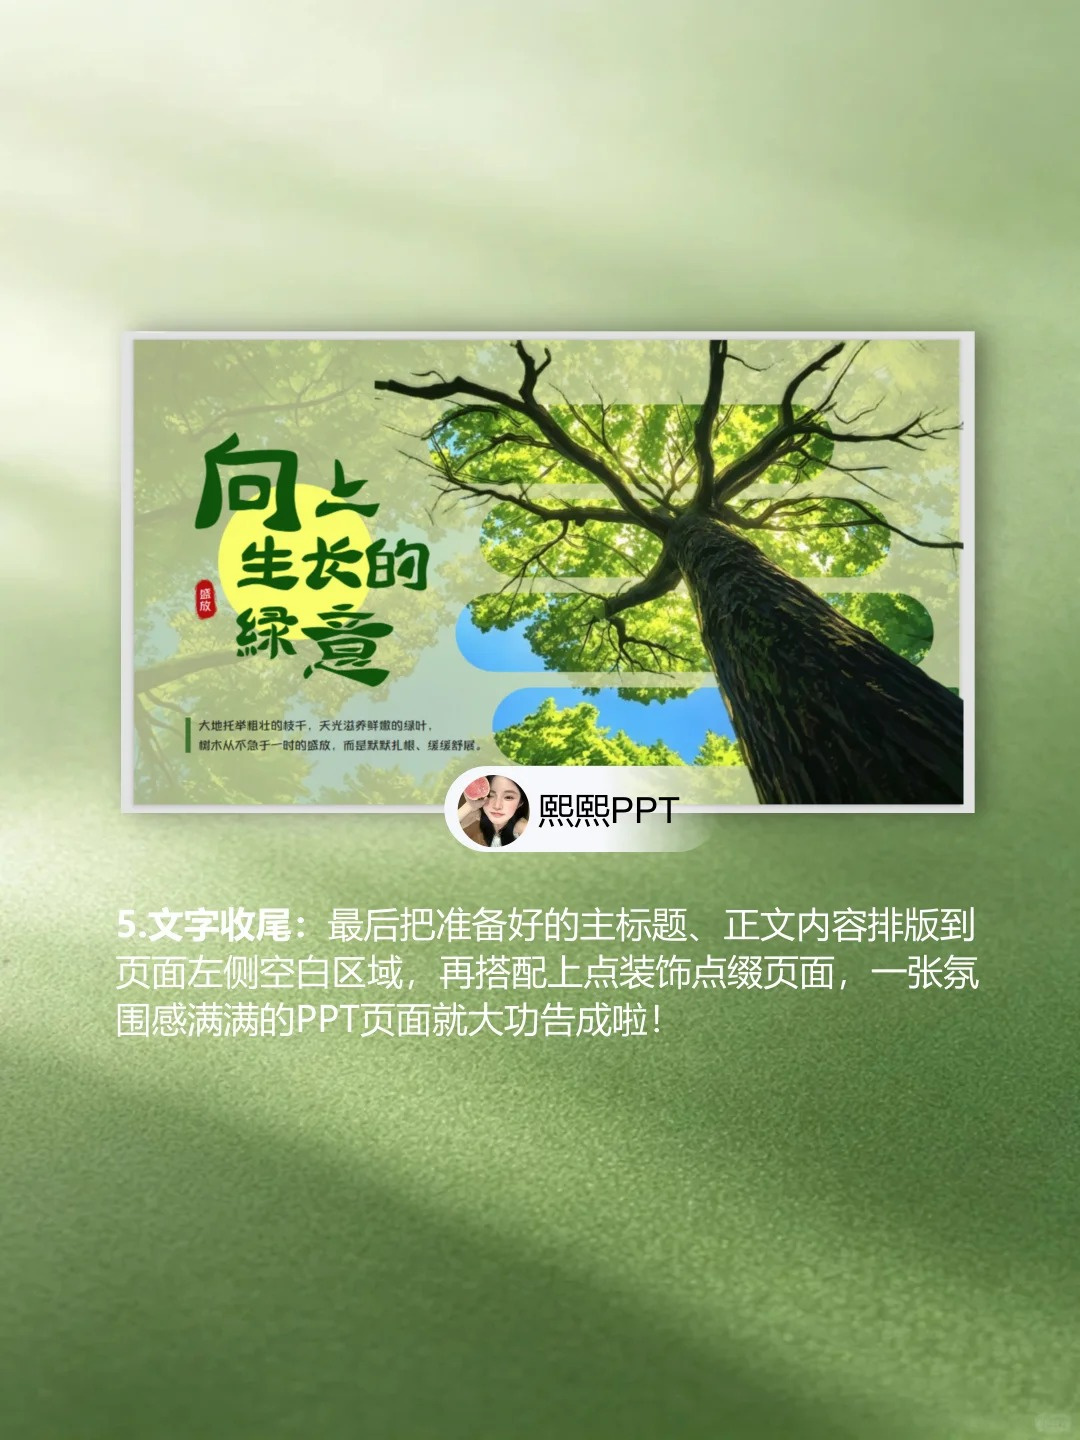 向上
生长的
緑意
盛放
大地托举粗壮的枝干，天光滋养鲜嫩的绿叶，
树木从不急于一时的盛放，而是默默扎根、缓缓舒展。
熙熙PPT
5.文字收尾：最后把准备好的主标题、正文内容排版到
页面左侧空白区域，再搭配上点装饰点缀页面，一张氛
围感满满的PPT页面就大功告成啦！